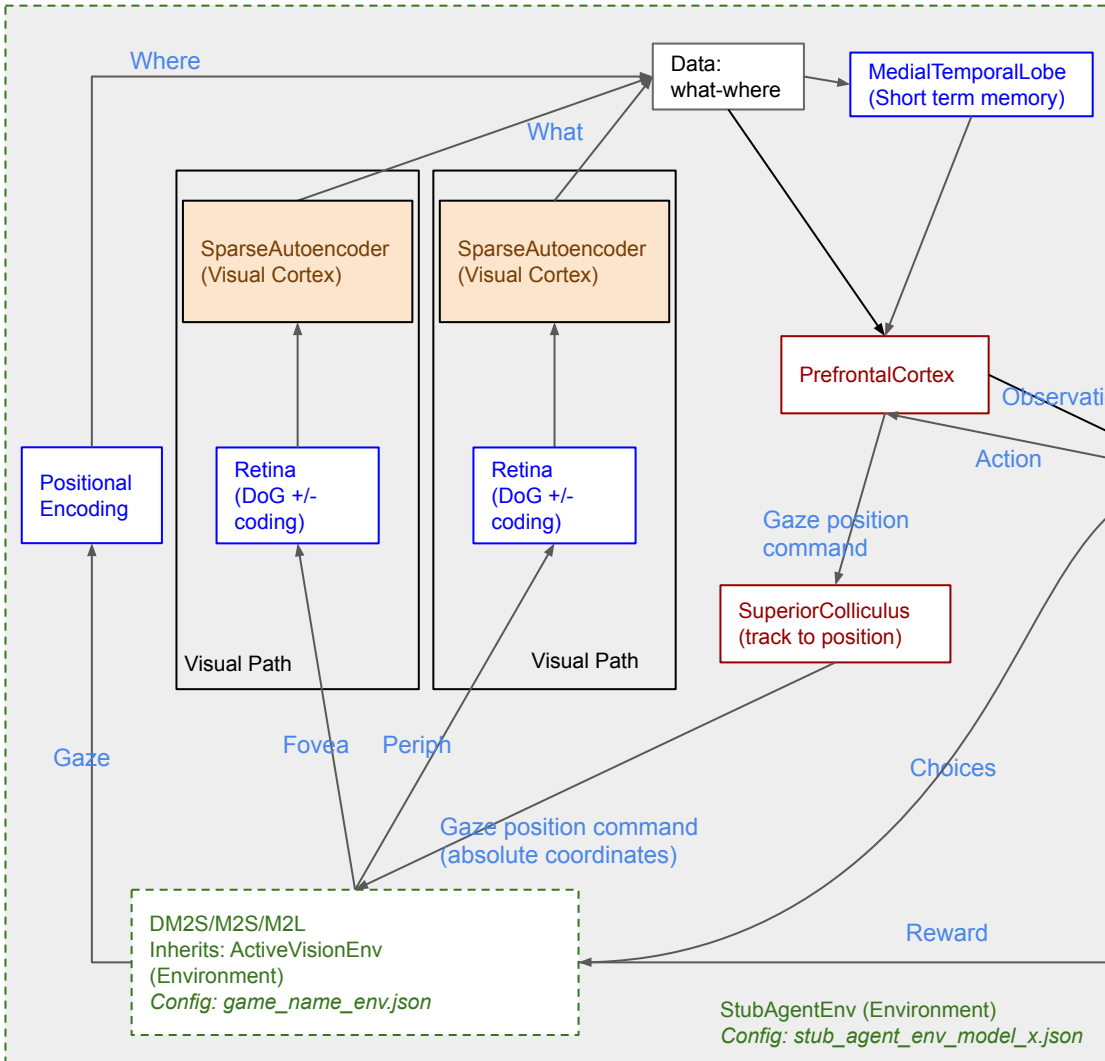 Where
Data:
what-where
MedialTemporalLobe
(Short term memory)
What
SparseAutoencoder
(Visual Cortex)
SparseAutoencoder
(Visual Cortex)
PrefrontalCortex
Observati
Action
Positional
Encoding
Retina
(DoG +/-
coding)
Retina
(DoG +/-
coding)
Gaze position
command
SuperiorColliculus
(track to position)
Visual Path
Visual Path
Gaze
Fovea
Periph
Choices
Gaze position command
(absolute coordinates)
DM2S/M2S/M2L
Inherits: ActiveVisionEnv
(Environment)
Config: game_name_env.json
Reward
StubAgentEnv (Environment)
Config: stub_agent_env_model_x.json